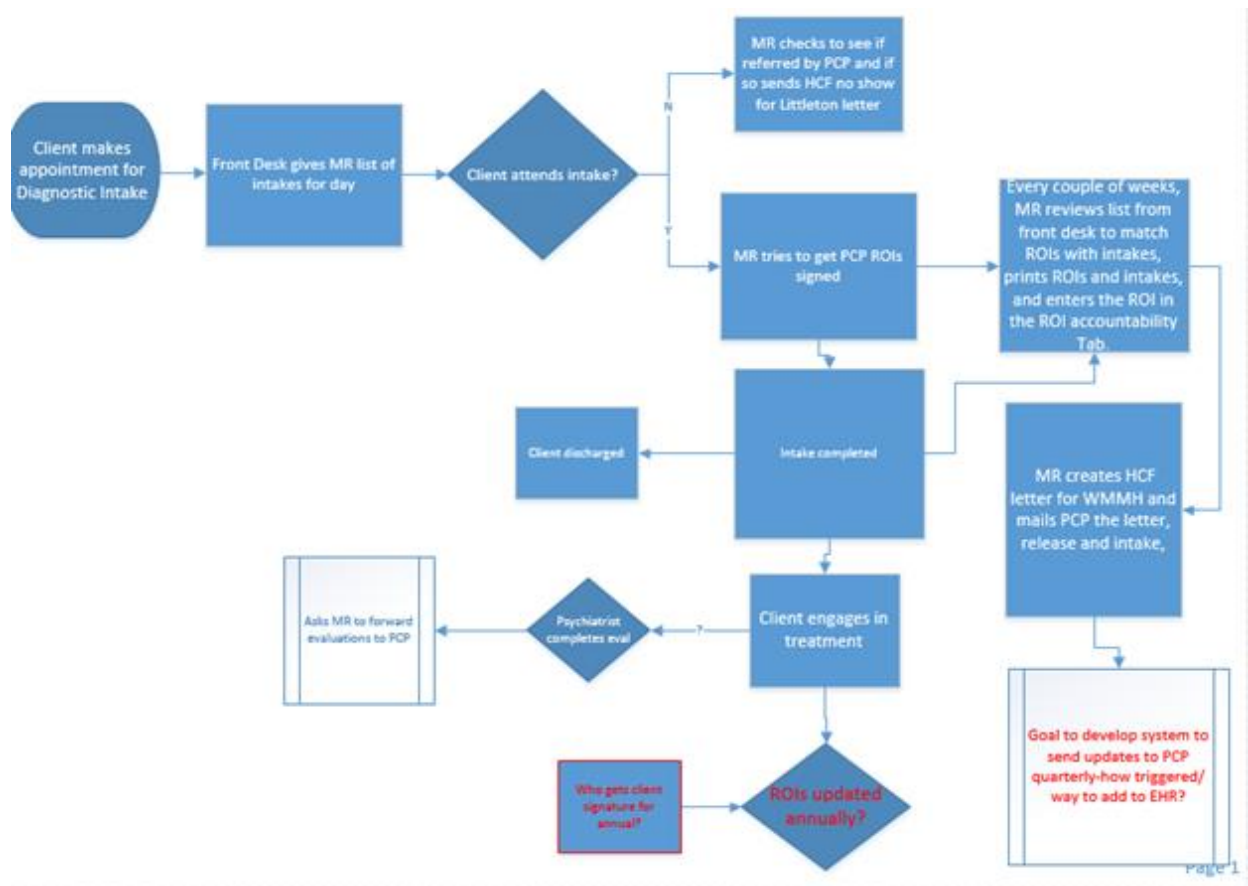 MR checks to see if
referred by PCP and if
so sends HCF no show
for Littleton letter
N
Client makes
appointment for
Diagnostic Intake
Front Desk gives MR list of
intakes for day
Client attends intake?
Y
MR tries to get PCP ROIs
signed
Every couple of weeks,
MR reviews list from
front desk to match
ROIs with intakes,
prints ROIs and intakes,
and enters the ROI in
the ROI accountability
Tab.
Client discharged
Intake completed
MR creates HCF
letter for WMMH and
mails PCP the letter,
release and intake,
Asks MR to forward
evaluations to PCP
Psychiatrist
completes eval
?
Client engages in
treatment
Goal to develop system to
send updates to PCP
quarterly-how triggered/
way to add to EHR?
Who gets client
signature for
annual?
ROIs updated
annually?
Page 1